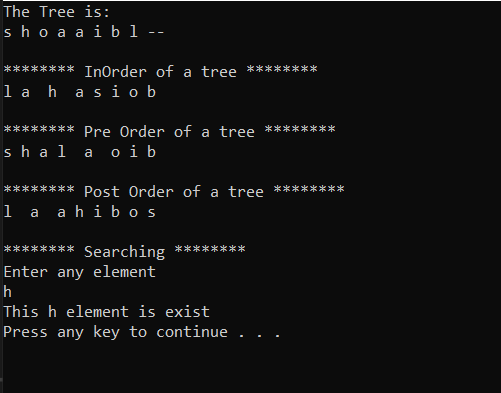 The Tree is:
s h o a a i b l --
******** InOrder of a tree ********
l a  h  a s i o b
******** Pre Order of a tree ********
s h a l  a  o i b
******** Post Order of a tree ********
l  a  a h i b o s
******** Searching ********
Enter any element
h
This h element is exist
Press any key to continue . . .